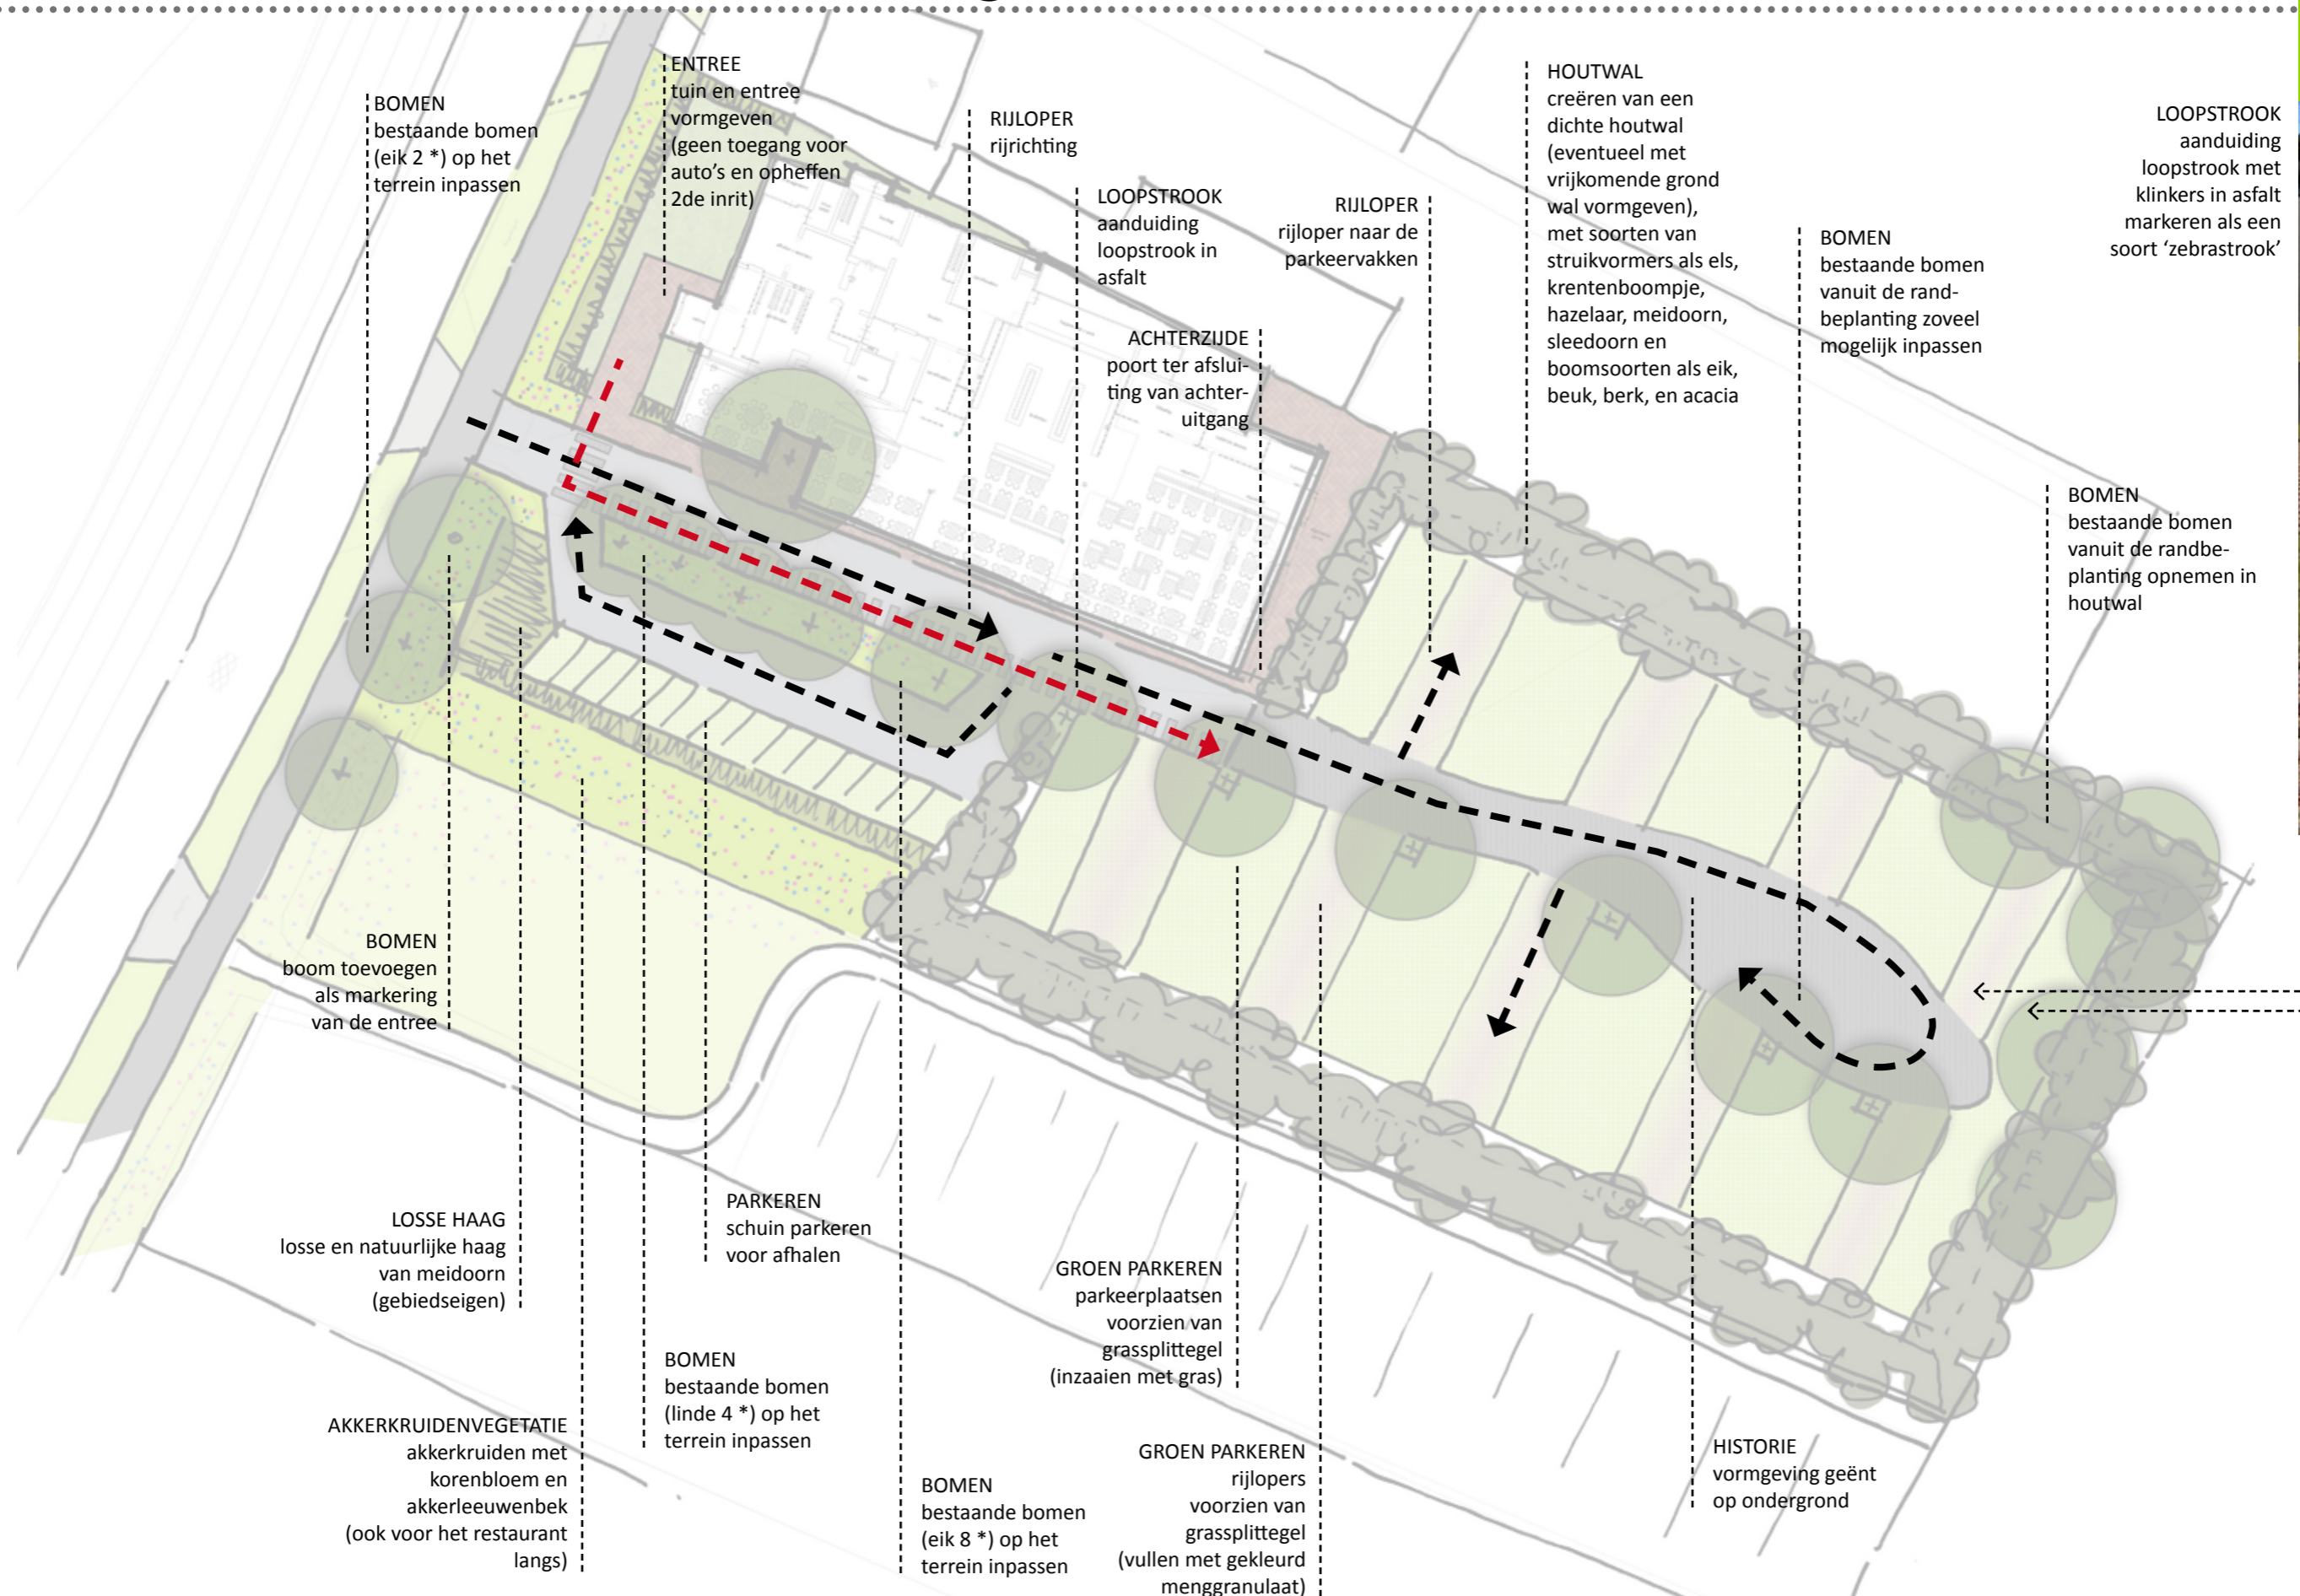 BOMEN
bestaande bomen
(eik 2 *) op het
terrein inpassen
ENTREE
tuin en entree
vormgeven
(geen toegang voor
auto's en opheffen
2de inrit)
RIJLOPER
rijrichting
LOOPSTROOK
aanduiding
loopstrook in
asfalt
ACHTERZIJDE
poort ter afslui-
ting van achter-
uitgang
RIJLOPER
rijloper naar de
parkeervakken
HOUTWAL
creëren van een
dichte houtwal
(eventueel met
vrijkomende grond
wal vormgeven),
met soorten van
struikvormers als els,
krentenboompje,
hazelaar, meidoorn,
sleedoorn en
boomsoorten als eik,
beuk, berk, en acacia
BOMEN
bestaande bomen
vanuit de rand-
beplanting zoveel
mogelijk inpassen
LOOPSTROOK
aanduiding
loopstrook met
klinkers in asfalt
markeren als een
soort ‘zebrastrook’
BOMEN
bestaande bomen
vanuit de randbe-
planting opnemen in
houtwal
BOMEN
boom toevoegen
als markering
van de entree
LOSSE HAAG
losse en natuurlijke haag
van meidoorn
(gebiedseigen)
AKKERKRUIDENVEGETATIE
akkerkruiden met
korenbloem en
akkerleeuwenbek
(ook voor het restaurant
langs)
PARKEREN
schuin parkeren
voor afhalen
BOMEN
bestaande bomen
(linde 4 *) op het
terrein inpassen
BOMEN
bestaande bomen
(eik 8 *) op het
terrein inpassen
GROEN PARKEREN
parkeerplaatsen
voorzien van
grassplittegel
(inzaaien met gras)
GROEN PARKEREN
rijlopers
voorzien van
grassplittegel
(vullen met gekleurd
menggranulaat)
HISTORIE
vormgeving geënt
op ondergrond